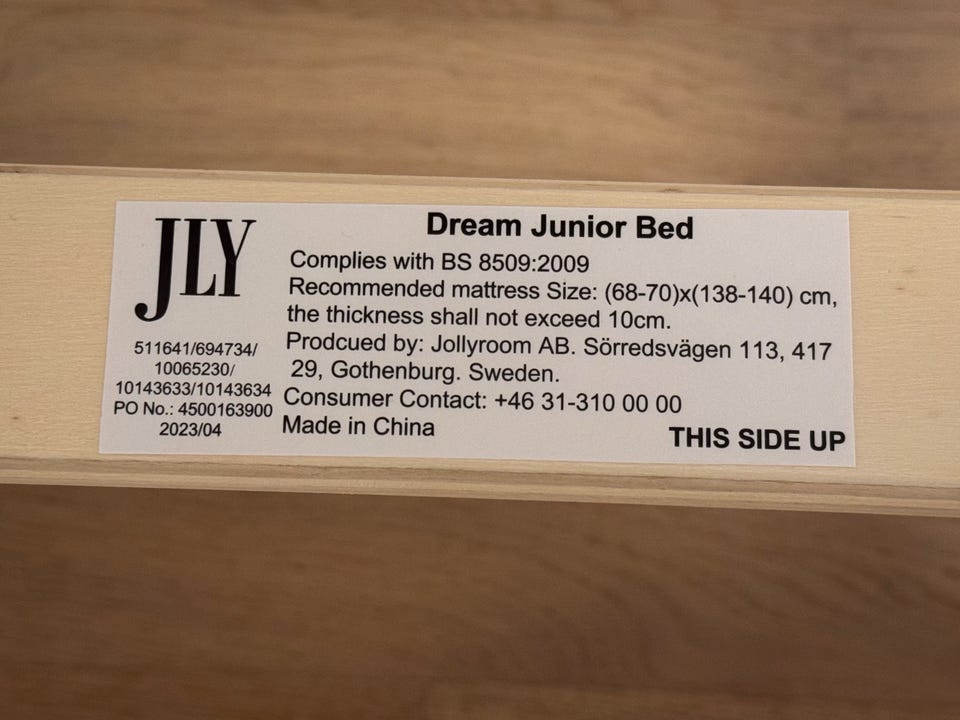 JLY
511641/694734/
10065230/
10143633/10143634
PO No.: 4500163900
2023/04
Dream Junior Bed
Complies with BS 8509:2009
Recommended mattress Size: (68-70)x(138-140) cm,
the thickness shall not exceed 10cm.
Prodcued by: Jollyroom AB. Sörredsvägen 113, 417
29, Gothenburg. Sweden.
Consumer Contact: +46 31-310 00 00
Made in China
THIS SIDE UP